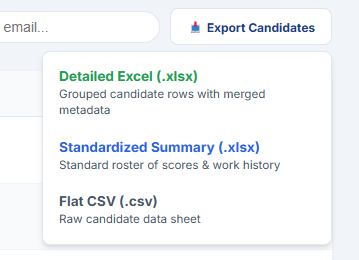 email...
Export Candidates
Detailed Excel (.xlsx)
Grouped candidate rows with merged
metadata
Standardized Summary (.xlsx)
Standard roster of scores & work history
Flat CSV (.csv)
Raw candidate data sheet